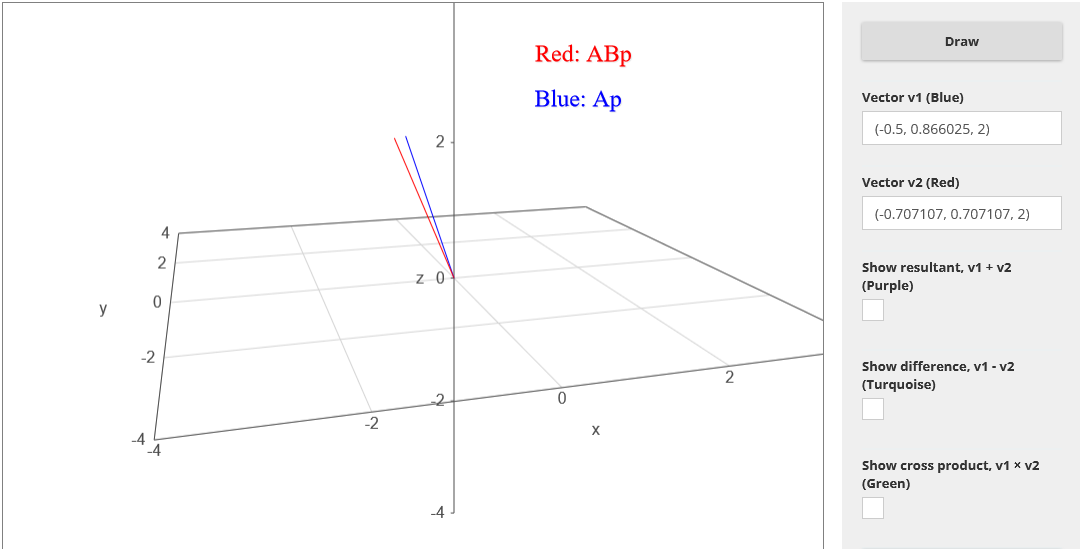 Red: ABp
Blue: Ap
2
4
2
z 0
0
y
-2
2
-2
0
-2
x
-4
-4
-4
Draw
Vector v1 (Blue)
(-0.5, 0.866025, 2)
Vector v2 (Red)
(-0.707107, 0.707107, 2)
Show resultant, v1 + v2
(Purple)
Show difference, v1 - v2
(Turquoise)
Show cross product, v1 × v2
(Green)